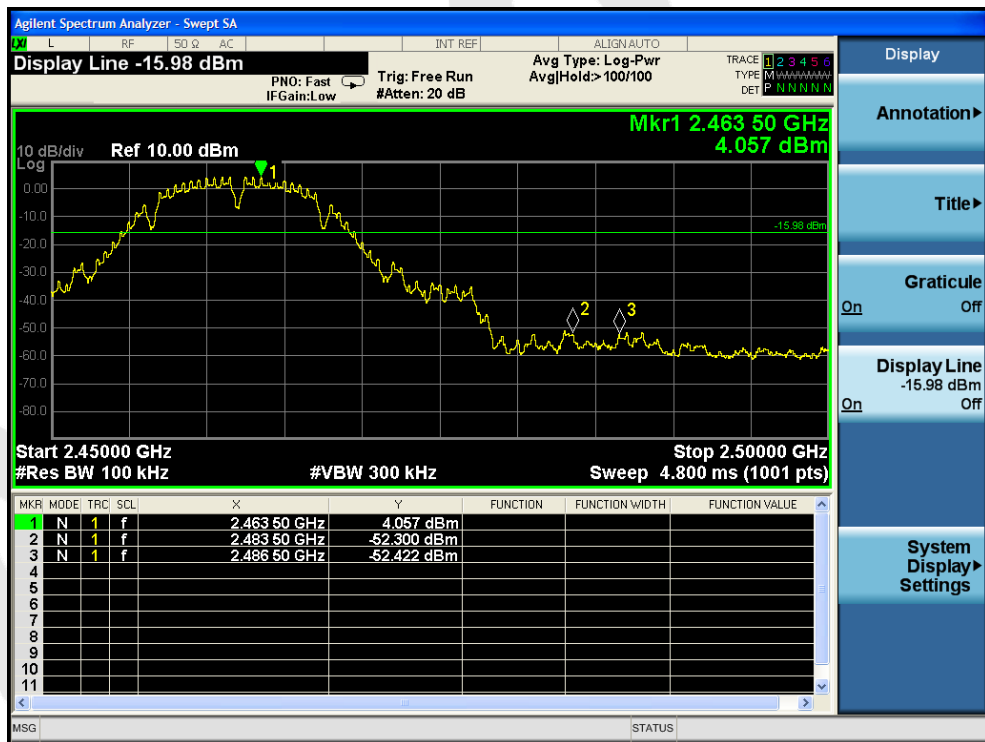 Agilent Spectrum Analyzer - Swept SA
LXI L RF 50 Ω AC INT REF ALIGN AUTO
Display Line -15.98 dBm
PNO: Fast
IFGain:Low
Trig: Free Run
#Atten: 20 dB
Avg Type: Log-Pwr
Avg|Hold:> 100/100
TRACE 1 2 3 4 5 6
TYPE M WWWWW
DET P N N N N N
Mkr1 2.463 50 GHz
4.057 dBm
10 dB/div Ref 10.00 dBm
Log
0.00
-10.0
-20.0
-30.0
-40.0
-50.0
-60.0
-70.0
-80.0
1
-15.98 dBm
2
3
Start 2.45000 GHz Stop 2.50000 GHz
#Res BW 100 kHz #VBW 300 kHz Sweep 4.800 ms (1001 pts)
MKR MODE TRC SCL X Y FUNCTION FUNCTION WIDTH FUNCTION VALUE
1 N 1 f 2.463 50 GHz 4.057 dBm
2 N 1 f 2.483 50 GHz -52.300 dBm
3 N 1 f 2.486 50 GHz -52.422 dBm
4
5
6
7
8
9
10
11
MSG STATUS
Display
Annotation
Title
Graticule
On Off
Display Line
-15.98 dBm
On Off
System
Display
Settings